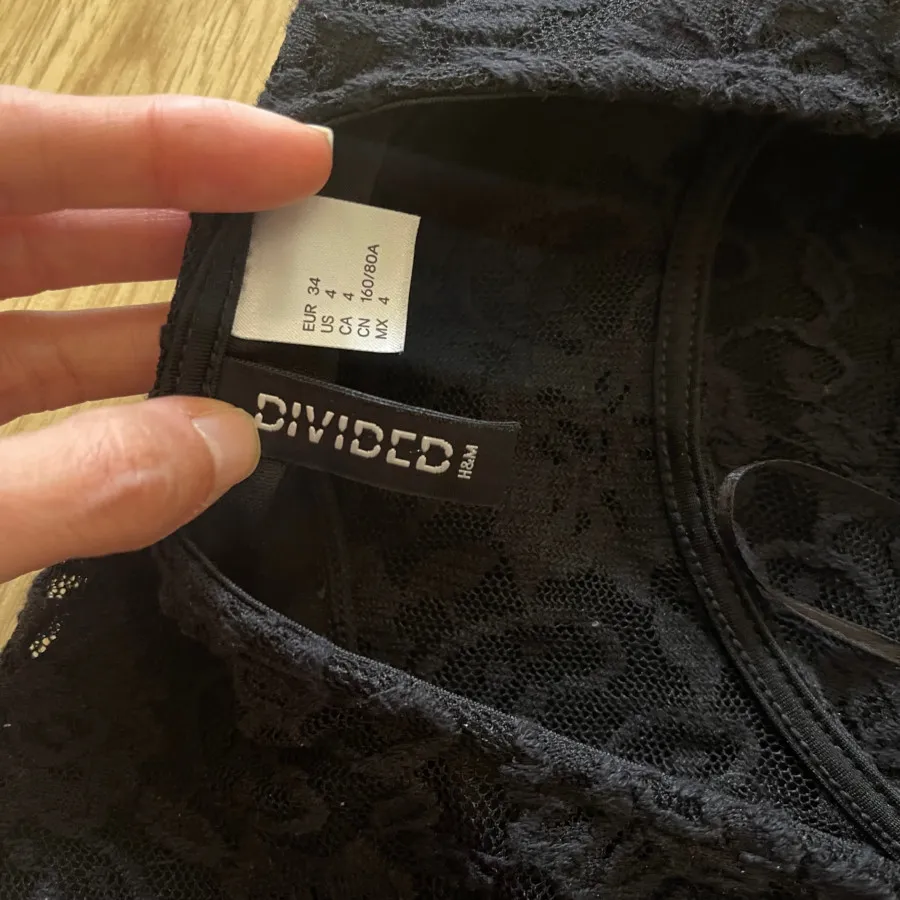 EUR 34
US 4
CA 4
CN 160/80A
MX 4
DIVIDED
H&M